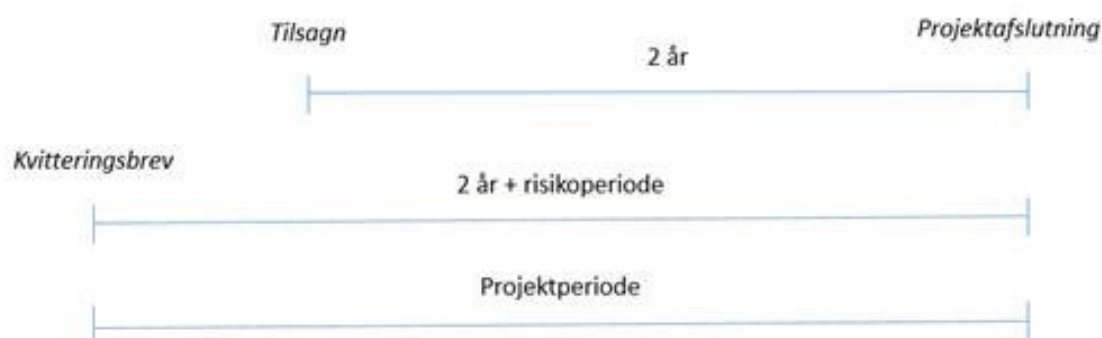 Tilsagn
Projektafslutning
2 år
Kvitteringsbrev
2 år + risikoperiode
Projektperiode